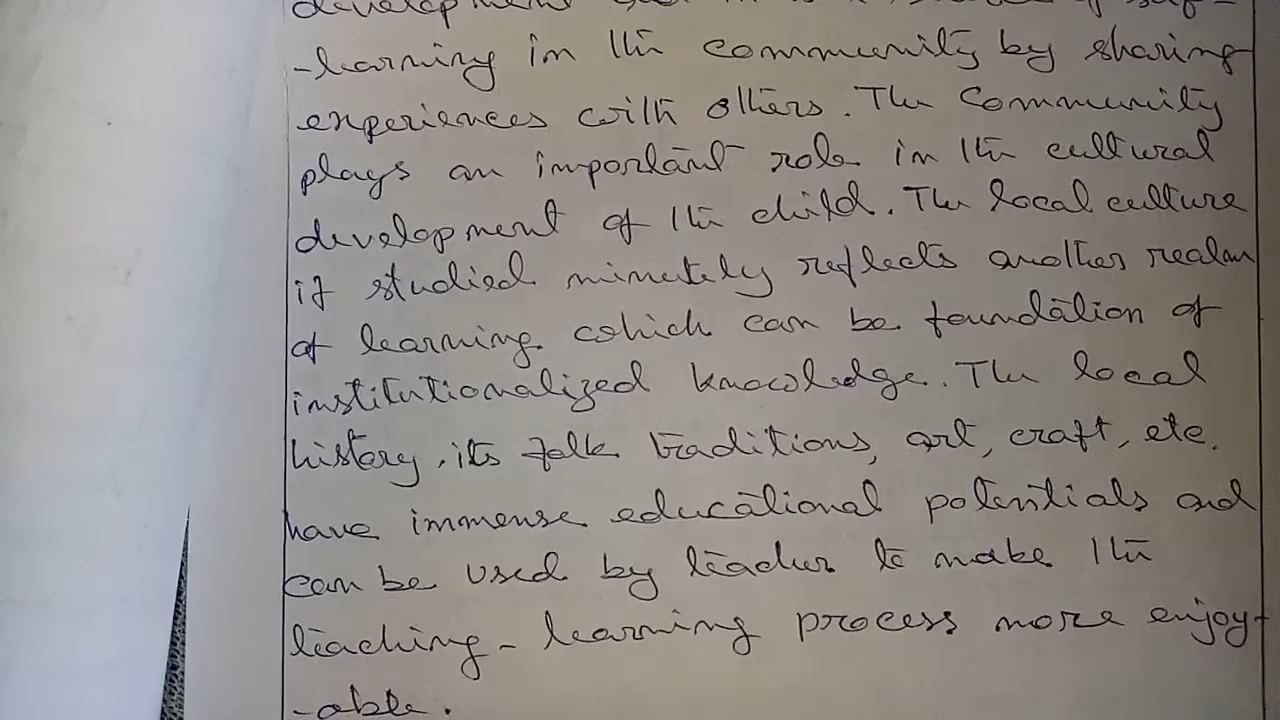 development
-learning in the community by sharing
experiences with others. The Community
plays an important role in the cultural
development of the child. The local culture
if studied minutely reflects another realm
of learning which can be foundation of
institutionalized knowledge. The local
history, its folk traditions, art, craft, etc.
have immense educational potentials and
can be used by teacher to make the
teaching-learning process more enjoy-
-able.